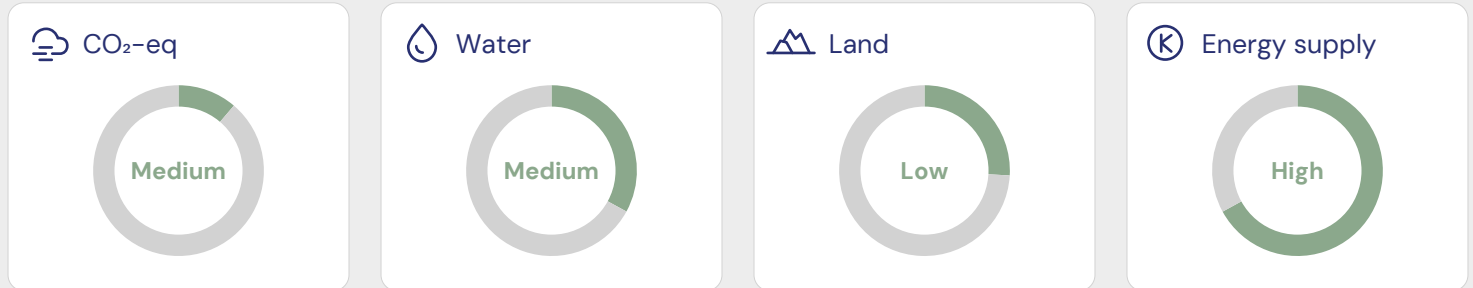 CO₂-eq
Medium
Water
Medium
Land
Low
Energy supply
High